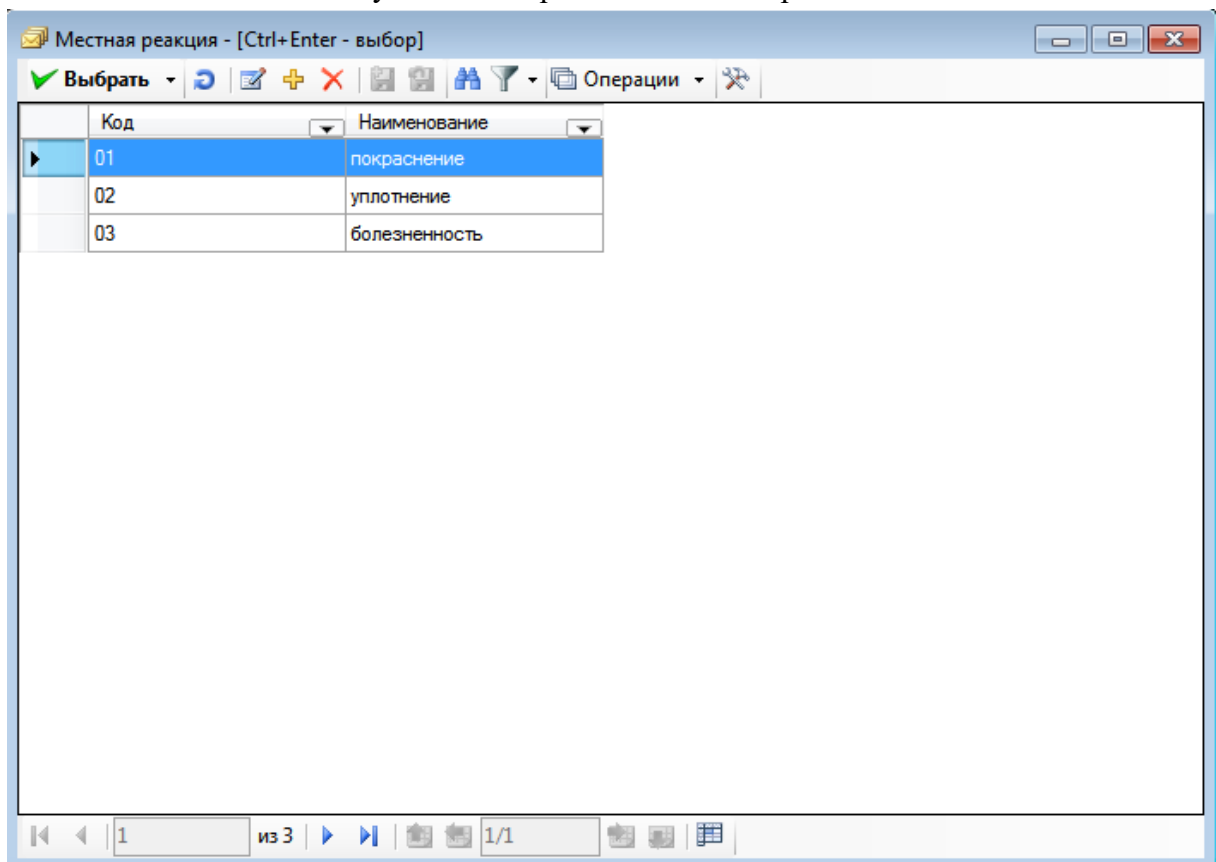 Местная реакция - [Ctrl+Enter - выбор]
Выбрать Операции
Код Наименование
01 покраснение
02 уплотнение
03 болезненность
1 из 3 1/1